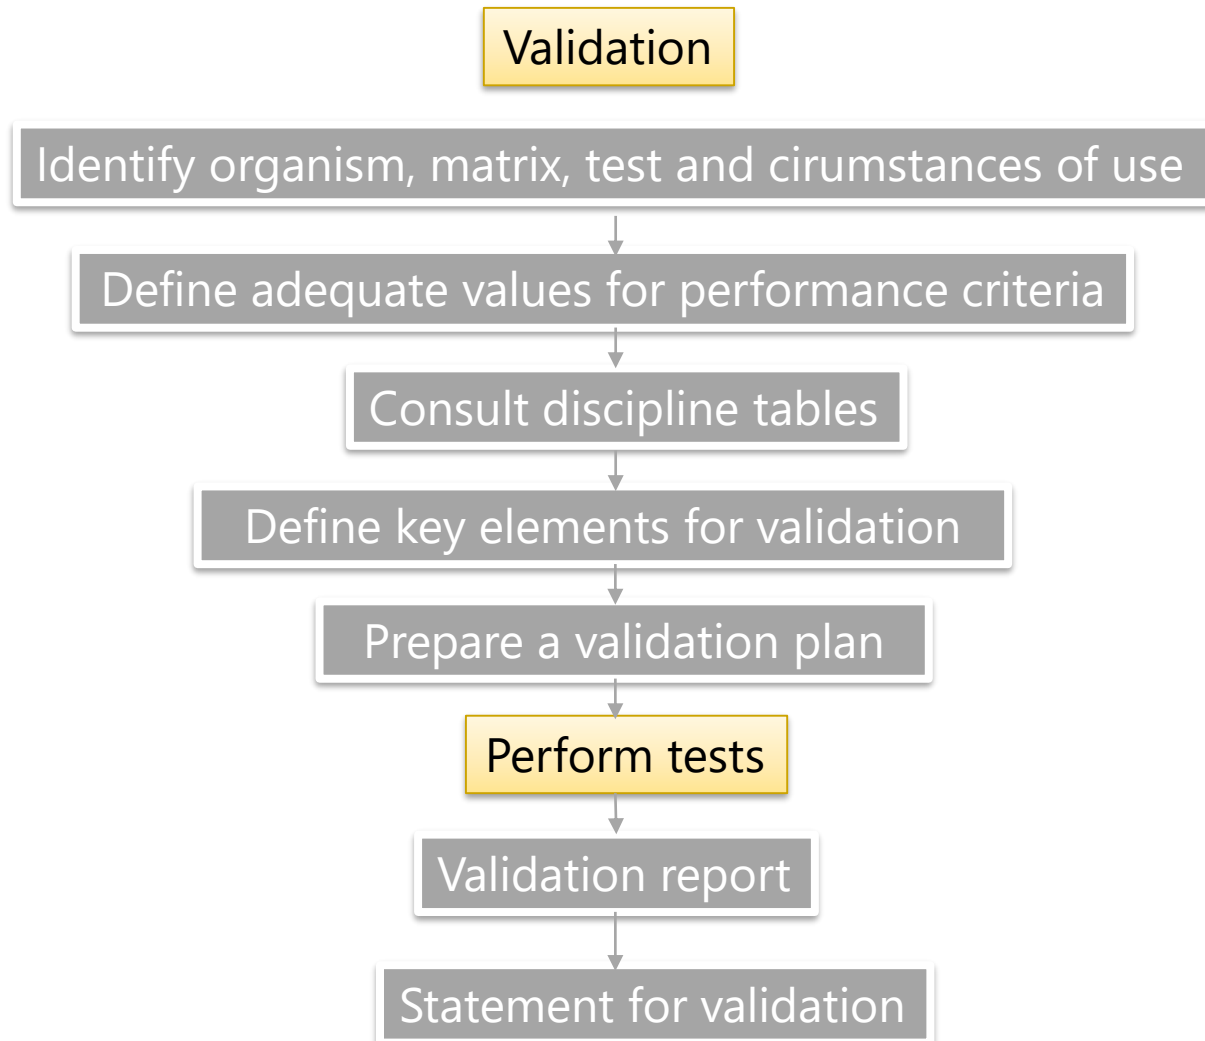 Validation
Identify organism, matrix, test and cirumstances of use
Define adequate values for performance criteria
Consult discipline tables
Define key elements for validation
Prepare a validation plan
Perform tests
Validation report
Statement for validation